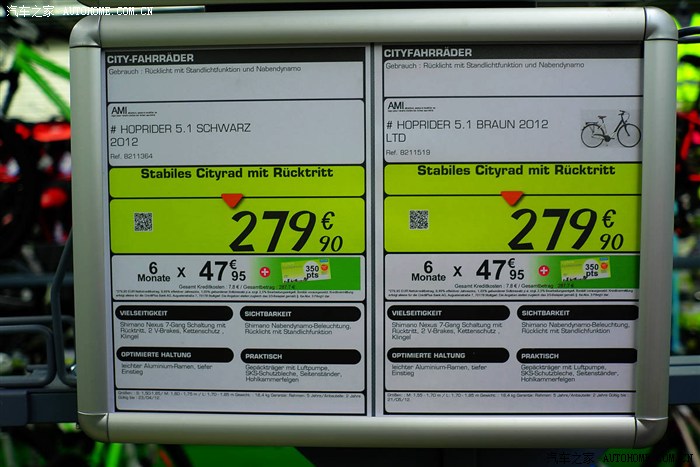 汽车之家 AUTOHOME.COM.CN
CITY-FAHRRÄDER
Gebrauch : Rücklicht mit Standlichtfunktion und Nabendynamo
AMI
# HOPRIDER 5.1 SCHWARZ
2012
Ref. 8211364
Stabiles Cityrad mit Rücktritt
279 €
90
6
Monate
x 47 €
95
+
350
pts
VIELSEITIGKEIT
Shimano Nexus 7-Gang Schaltung mit
Rücktritt, 2 V-Brakes, Kettenschutz ,
Klingel
SICHTBARKEIT
Shimano Nabendynamo-Beleuchtung,
Rücklicht mit Standlichtfunktion
OPTIMIERTE HALTUNG
leichter Aluminium-Ramen, tiefer
Einstieg
PRAKTISCH
Gepäckträger mit Luftpumpe,
SKS-Schutzbleche, Seitenständer,
Hohlkammerfelgen
CITYFAHRRÄDER
Gebrauch : Rücklicht mit Standlichtfunktion und Nabendynamo
AMI
# HOPRIDER 5.1 BRAUN 2012
LTD
Ref. 8211519
Stabiles Cityrad mit Rücktritt
279 €
90
6
Monate
x 47 €
95
+
350
pts
VIELSEITIGKEIT
Shimano Nexus 7-Gang Schaltung mit
Rücktritt, 2 V-Brakes, Kettenschutz ,
Klingel
SICHTBARKEIT
Shimano Nabendynamo-Beleuchtung,
Rücklicht mit Standlichtfunktion
OPTIMIERTE HALTUNG
leichter Aluminium-Ramen, tiefer
Einstieg
PRAKTISCH
Gepäckträger mit Luftpumpe,
SKS-Schutzbleche, Seitenständer,
Hohlkammerfelgen
汽车之家 AUTOHOME.COM.CN